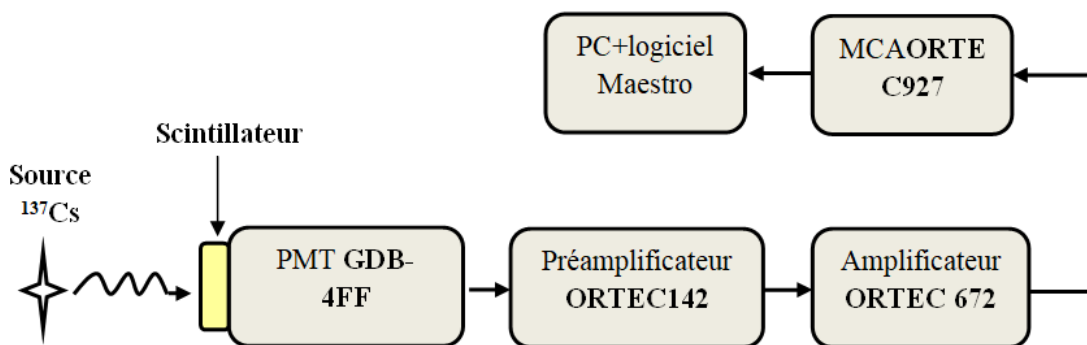 PC+logiciel
Maestro
MCAORTE
C927
Scintillateur
Source
¹³⁷Cs
PMT GDB-
4FF
Préamplificateur
ORTEC142
Amplificateur
ORTEC 672